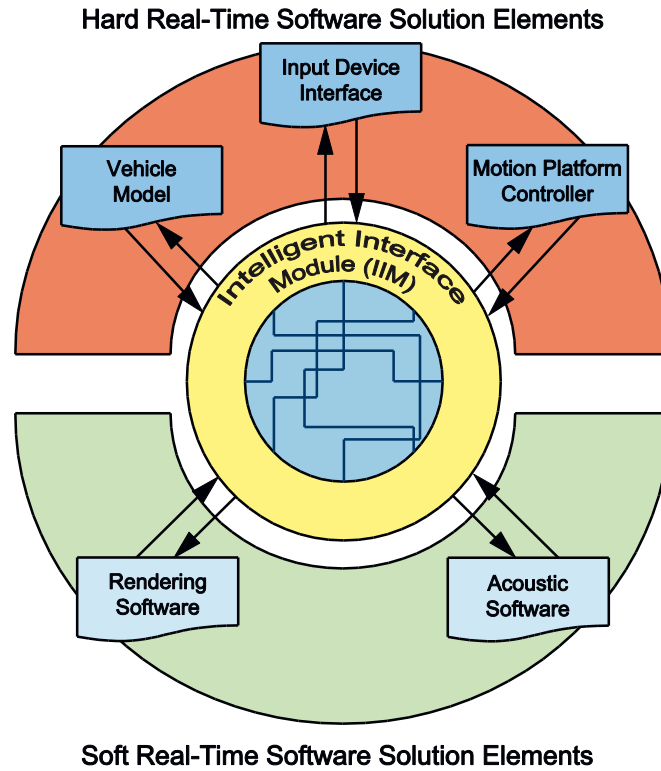 Hard Real-Time Software Solution Elements
Input Device
Interface
Vehicle
Model
Motion Platform
Controller
Intelligent Interface
Module (IIM)
Rendering
Software
Acoustic
Software
Soft Real-Time Software Solution Elements